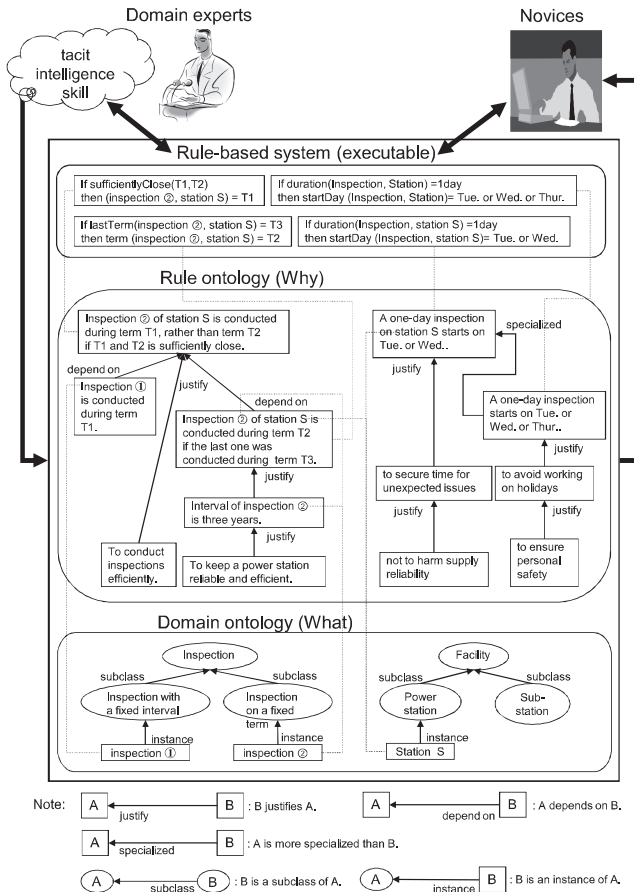 Domain experts
Novices
tacit
intelligence
skill
Rule-based system (executable)
If sufficientlyClose(T1,T2)
then (inspection ②, station S) = T1
If duration(Inspection, Station) =1day
then startDay (Inspection, Station)= Tue. or Wed. or Thur.
If lastTerm(inspection ②, station S) = T3
then term (inspection ②, station S) = T2
If duration(Inspection, station S) =1day
then startDay (Inspection, station S)= Tue. or Wed.
Rule ontology (Why)
Inspection ② of station S is conducted
during term T1, rather than term T2
if T1 and T2 is sufficiently close.
A one-day inspection
on station S starts on
Tue. or Wed..
specialized
depend on
justify
justify
Inspection ①
is conducted
during term
T1.
depend on
Inspection ② of station S is
conducted during term T2
if the last one was
conducted during term T3.
A one-day inspection
starts on Tue. or
Wed. or Thur..
justify
justify
to secure time for
unexpected issues
to avoid working
on holidays
Interval of inspection ②
is three years.
justify
justify
justify
To conduct
inspections
efficiently.
To keep a power station
reliable and efficient.
not to harm supply
reliability
to ensure
personal
safety
Domain ontology (What)
Inspection
Facility
subclass
subclass
subclass
subclass
Inspection with
a fixed interval
Inspection
on a fixed
term
Power
station
Sub-
station
instance
instance
instance
inspection ①
inspection ②
Station S
Note:
A
B
: B justifies A.
justify
A
B
: A depends on B.
depend on
A
B
: A is more specialized than B.
specialized
A
B
: B is a subclass of A.
subclass
A
B
: B is an instance of A.
instance